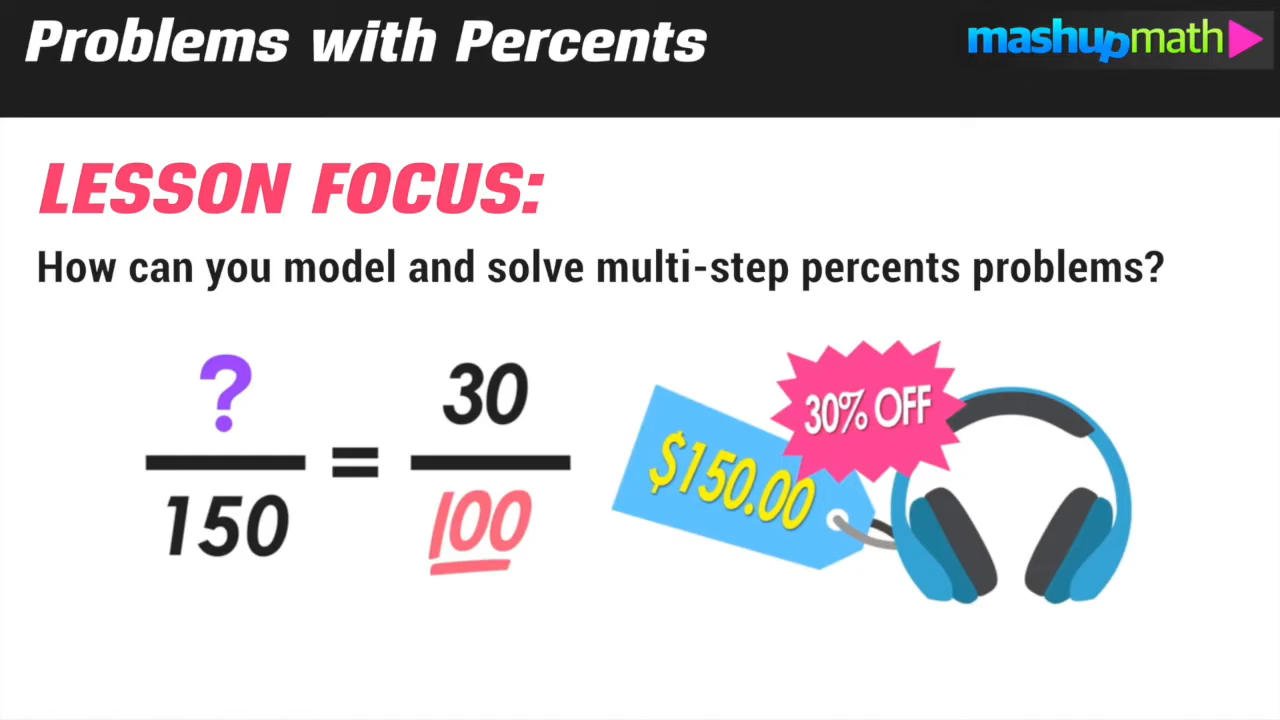 Problems with Percents
mashupmath
LESSON FOCUS:
How can you model and solve multi-step percents problems?
? = 30
150 100
$150.00
30% OFF